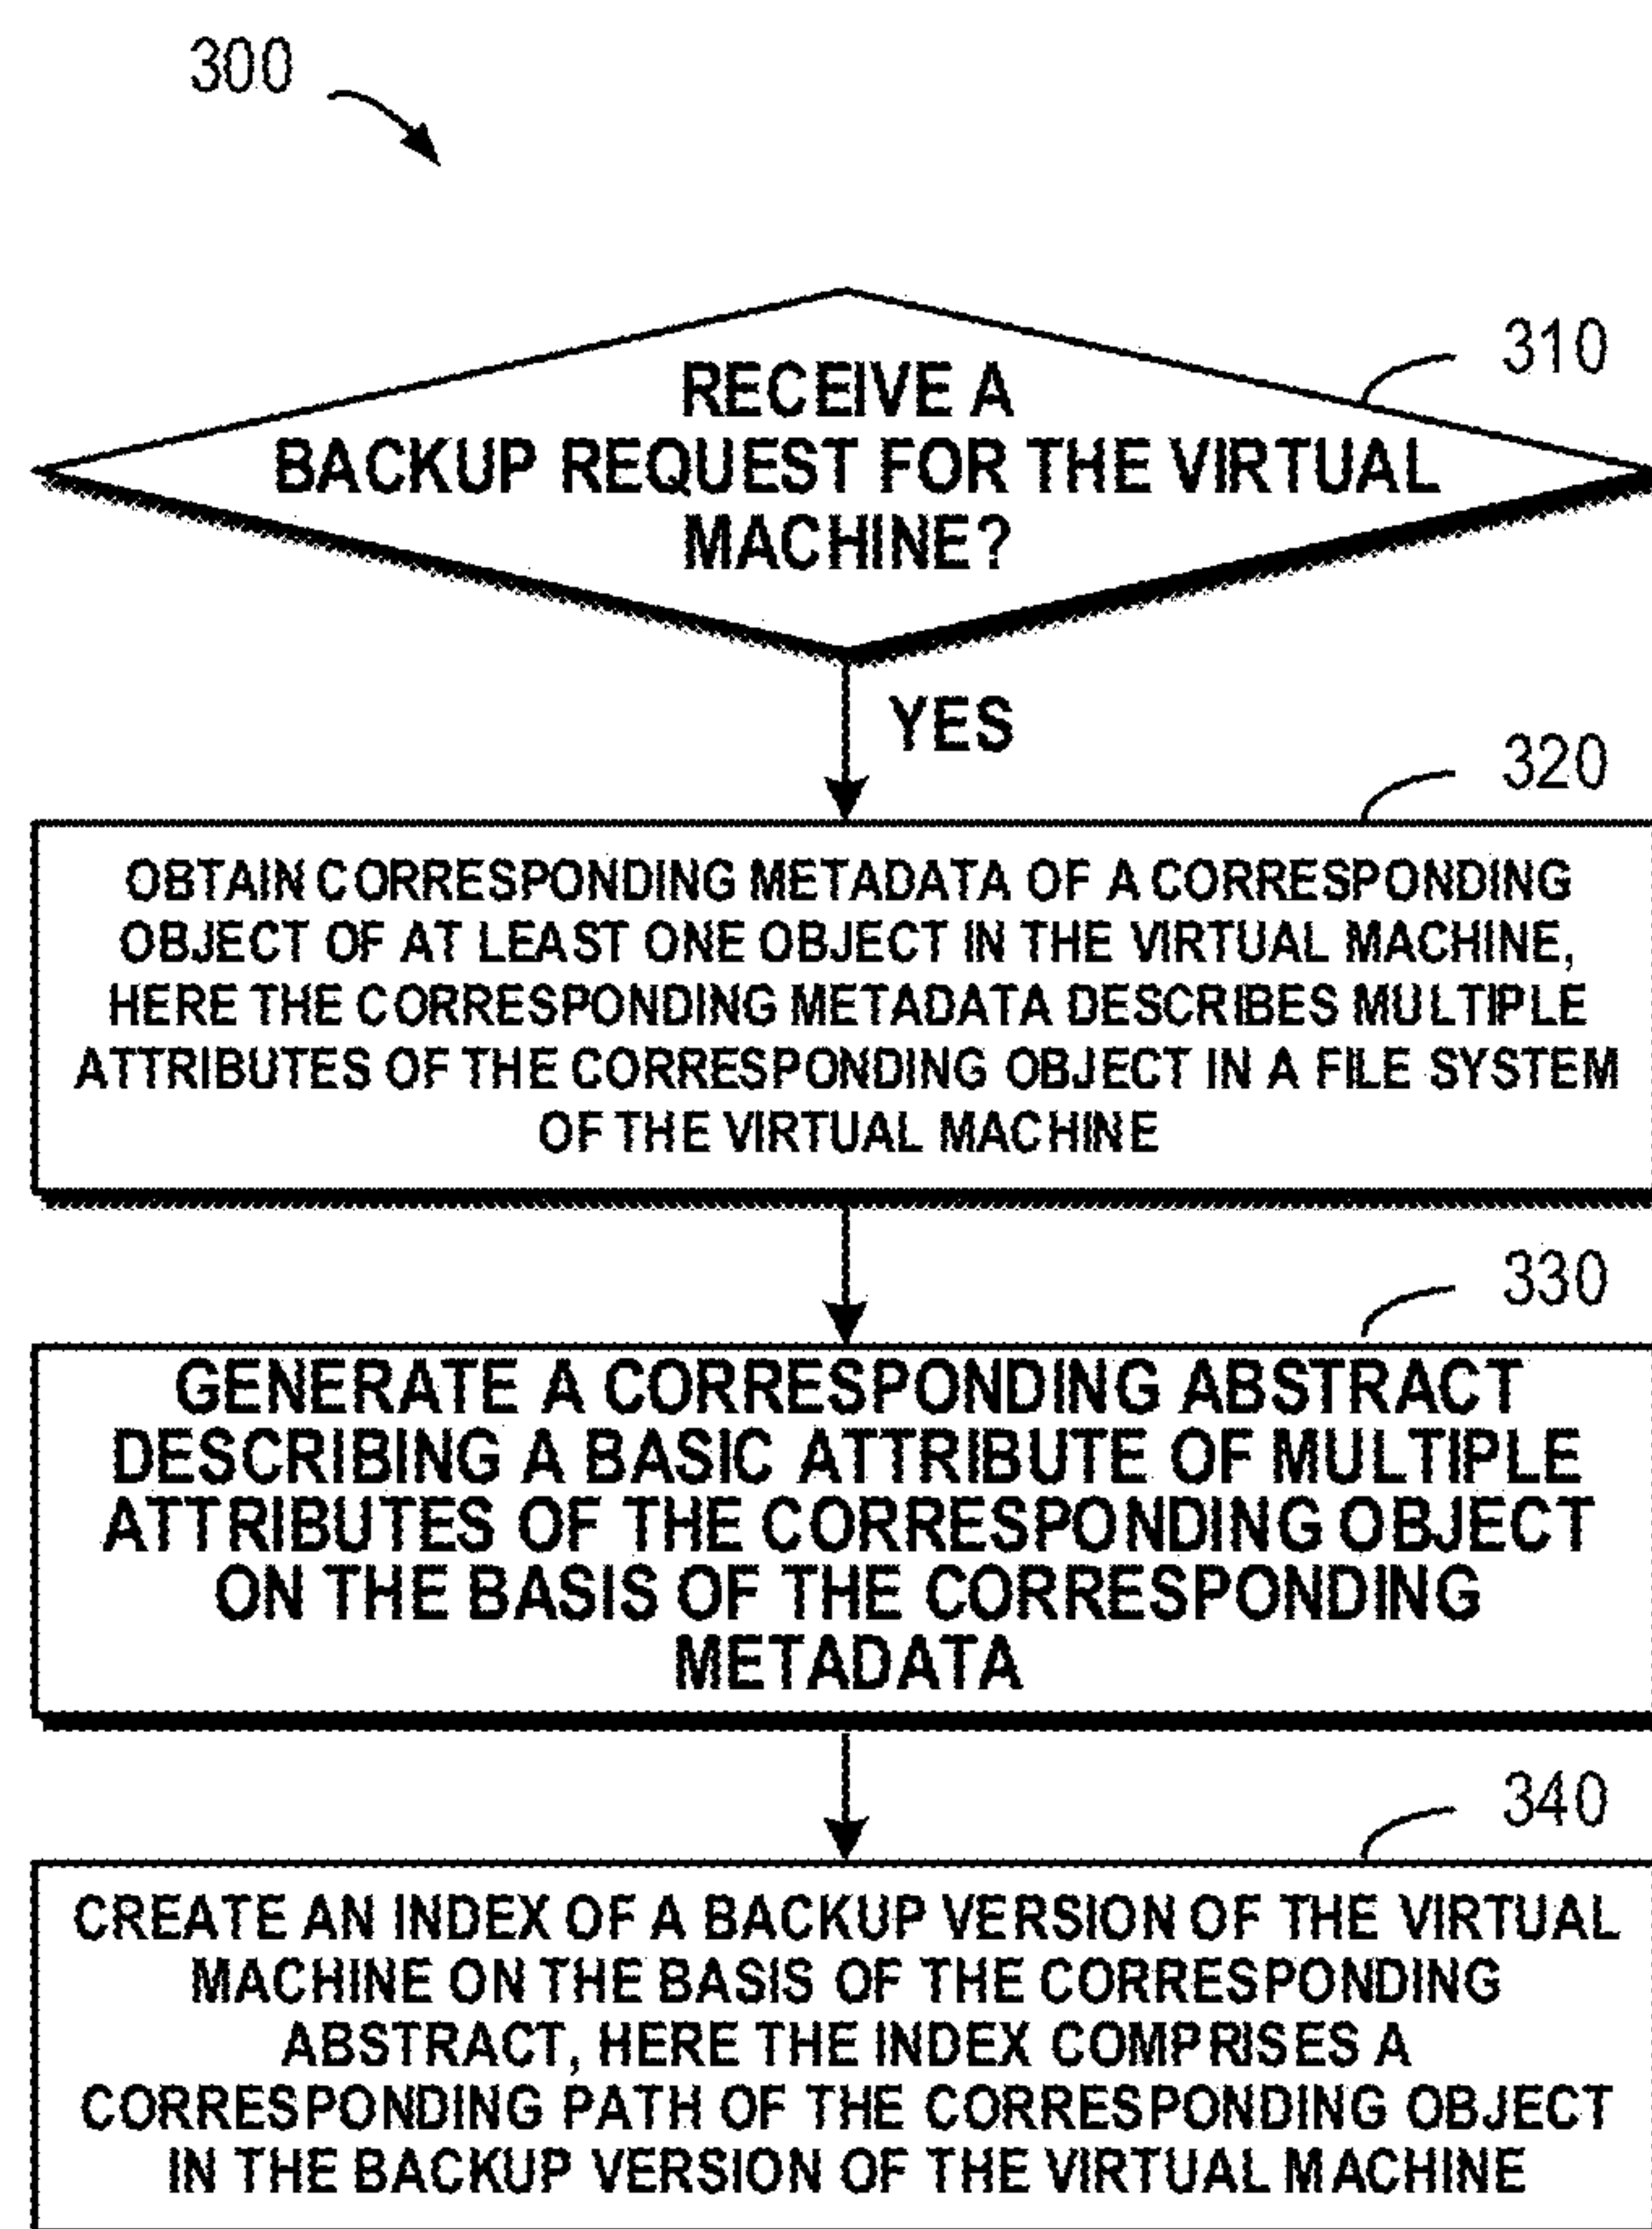 300
310
RECEIVE A
BACKUP REQUEST FOR THE VIRTUAL
MACHINE?
YES
320
OBTAIN CORRESPONDING METADATA OF A CORRESPONDING
OBJECT OF AT LEAST ONE OBJECT IN THE VIRTUAL MACHINE,
HERE THE CORRESPONDING METADATA DESCRIBES MULTIPLE
ATTRIBUTES OF THE CORRESPONDING OBJECT IN A FILE SYSTEM
OF THE VIRTUAL MACHINE
330
GENERATE A CORRESPONDING ABSTRACT
DESCRIBING A BASIC ATTRIBUTE OF MULTIPLE
ATTRIBUTES OF THE CORRESPONDING OBJECT
ON THE BASIS OF THE CORRESPONDING
METADATA
340
CREATE AN INDEX OF A BACKUP VERSION OF THE VIRTUAL
MACHINE ON THE BASIS OF THE CORRESPONDING
ABSTRACT, HERE THE INDEX COMPRISES A
CORRESPONDING PATH OF THE CORRESPONDING OBJECT
IN THE BACKUP VERSION OF THE VIRTUAL MACHINE